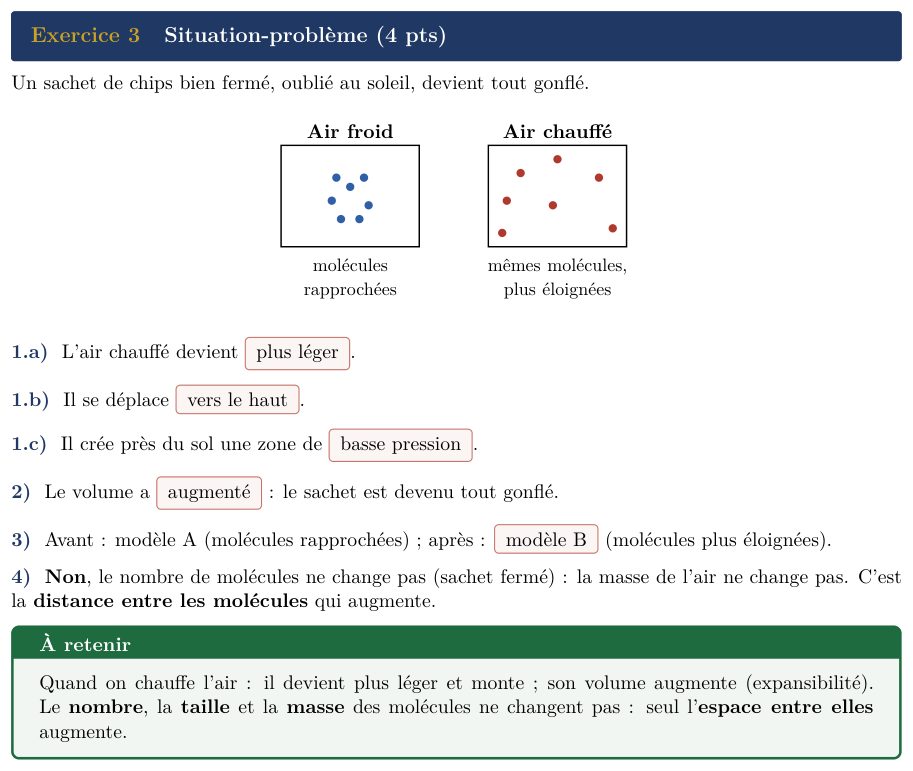 Exercice 3 Situation-problème (4 pts)
Un sachet de chips bien fermé, oublié au soleil, devient tout gonflé.
Air froid
Air chauffé
molécules
rapprochées
mêmes molécules,
plus éloignées
1.a) L'air chauffé devient plus léger.
1.b) Il se déplace vers le haut.
1.c) Il crée près du sol une zone de basse pression.
2) Le volume a augmenté : le sachet est devenu tout gonflé.
3) Avant : modèle A (molécules rapprochées) ; après : modèle B (molécules plus éloignées).
4) Non, le nombre de molécules ne change pas (sachet fermé) : la masse de l'air ne change pas. C'est
la distance entre les molécules qui augmente.
À retenir
Quand on chauffe l'air : il devient plus léger et monte ; son volume augmente (expansibilité).
Le nombre, la taille et la masse des molécules ne changent pas : seul l'espace entre elles
augmente.